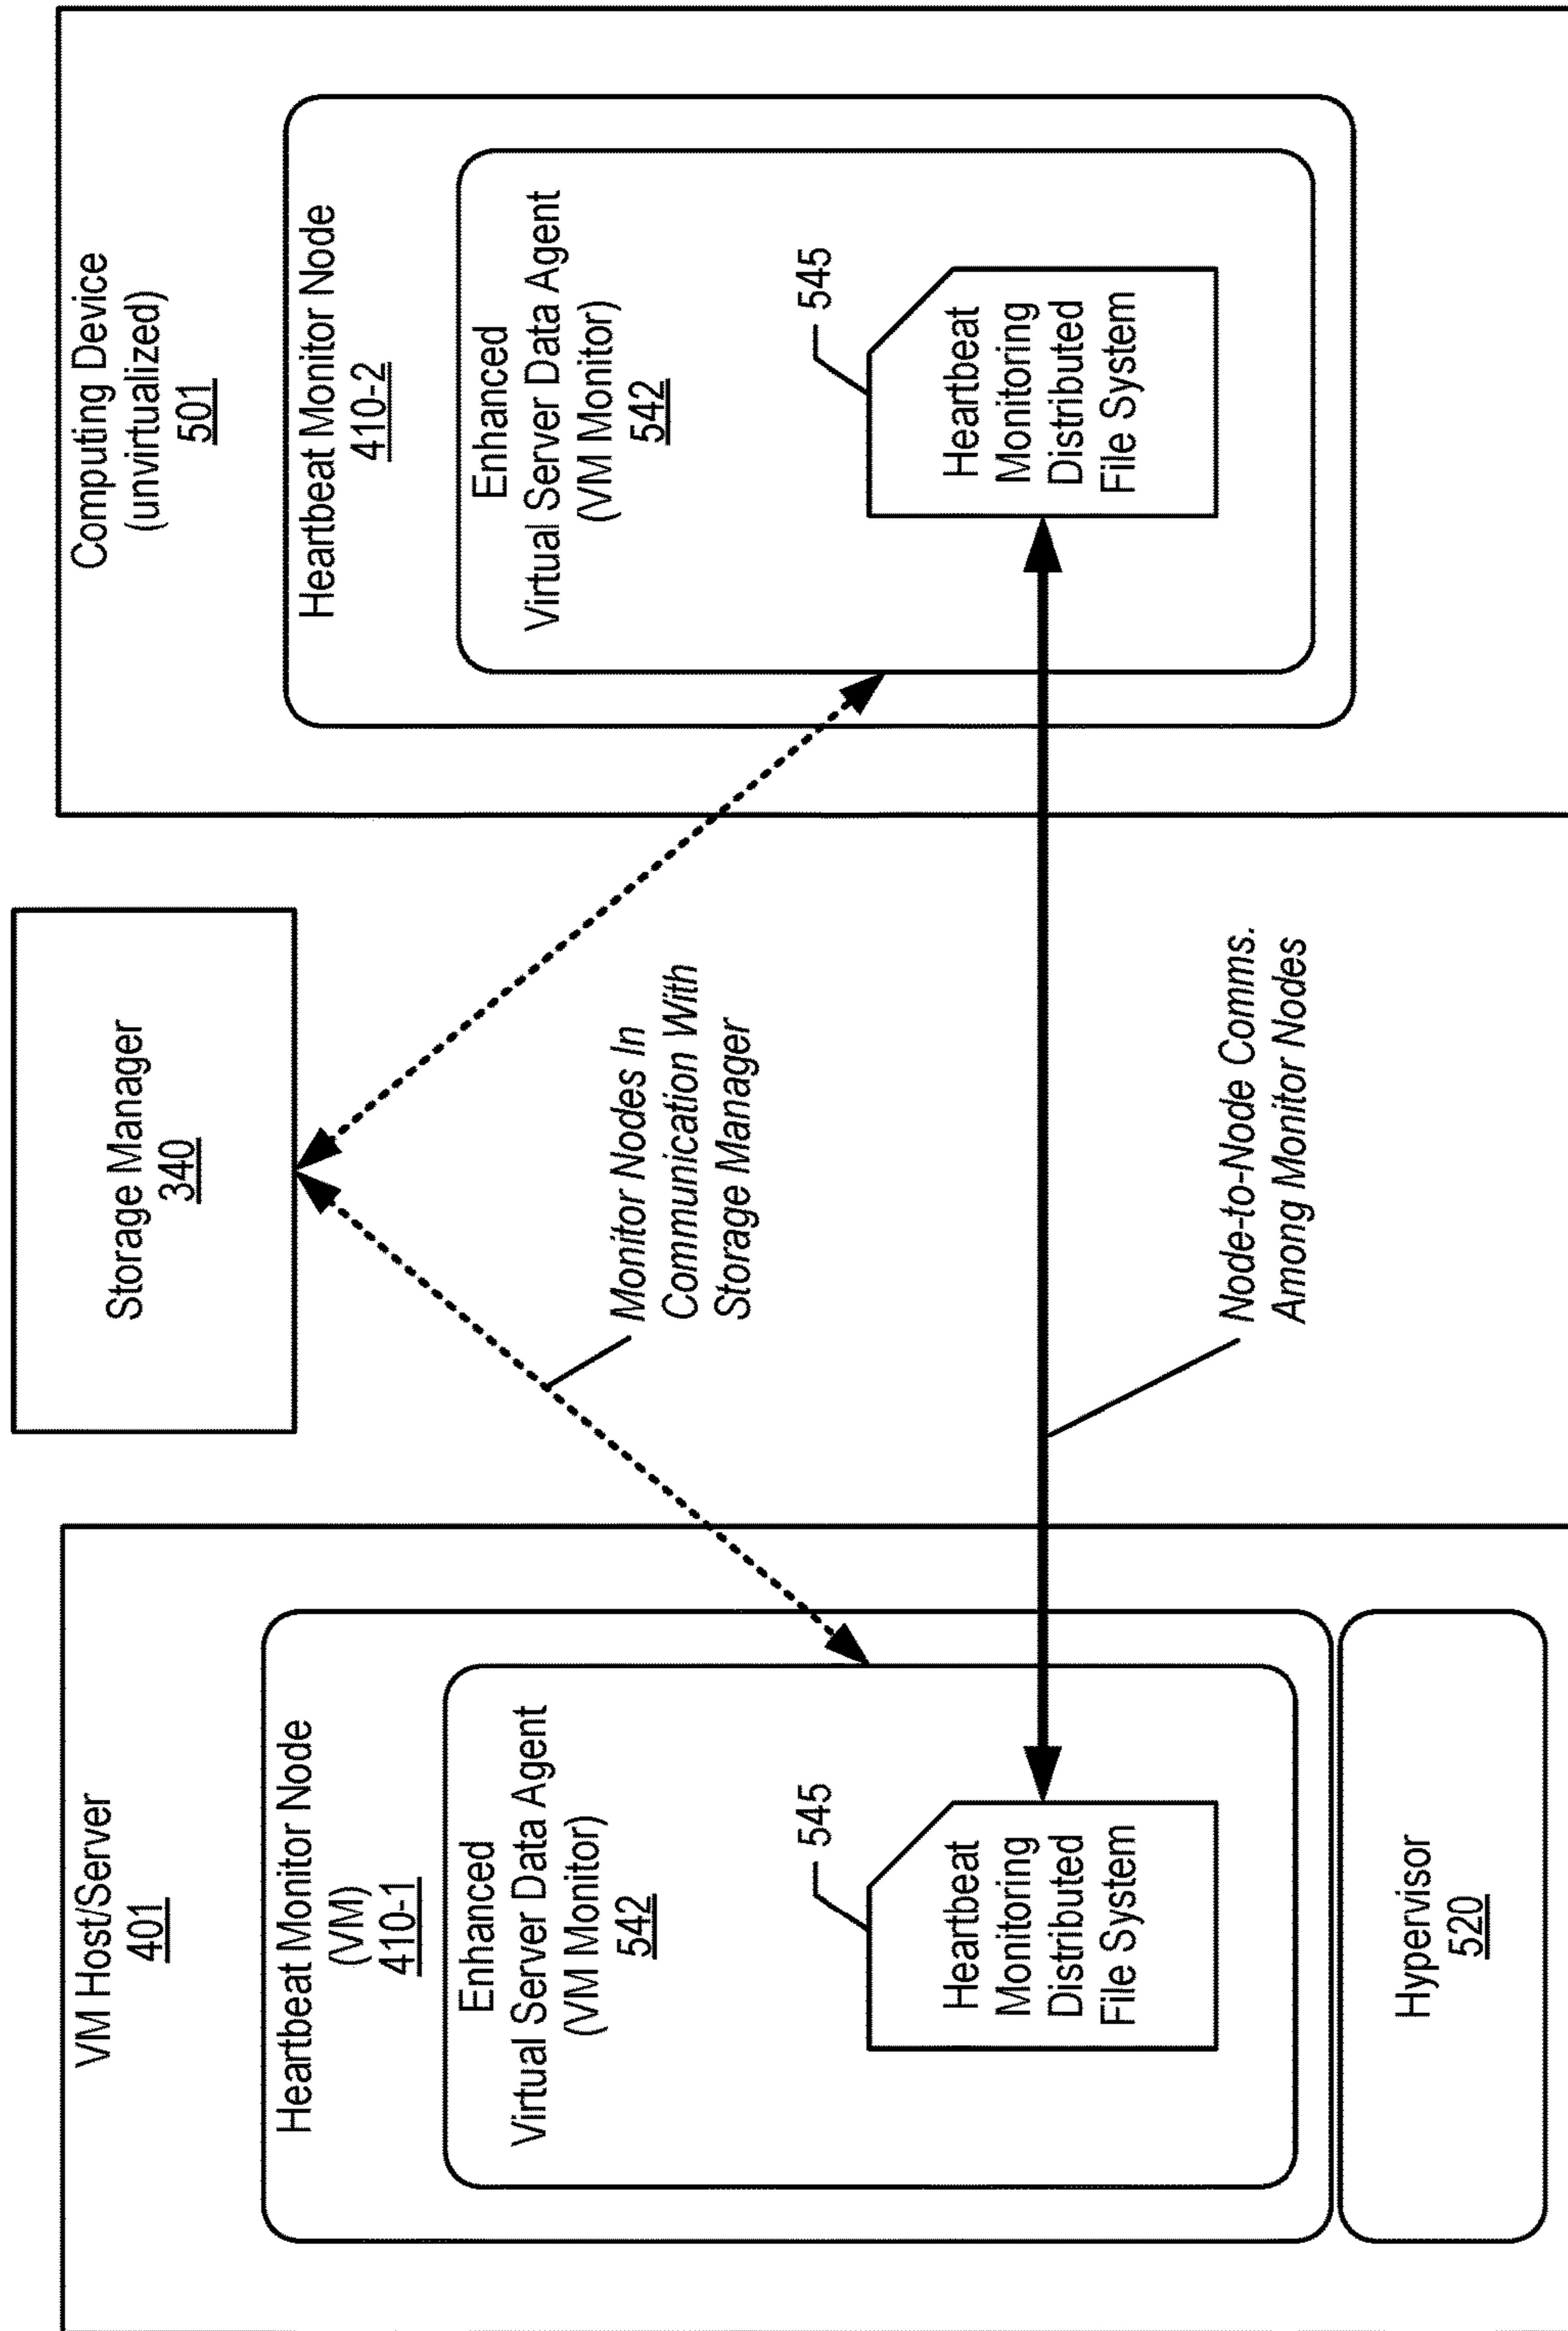 VM Host/Server
401
Heartbeat Monitor Node
(VM)
410-1
Enhanced
Virtual Server Data Agent
(VM Monitor)
542
545
Heartbeat
Monitoring
Distributed
File System
Hypervisor
520
Storage Manager
340
Monitor Nodes In
Communication With
Storage Manager
Node-to-Node Comms.
Among Monitor Nodes
Computing Device
(unvirtualized)
501
Heartbeat Monitor Node
410-2
Enhanced
Virtual Server Data Agent
(VM Monitor)
542
545
Heartbeat
Monitoring
Distributed
File System